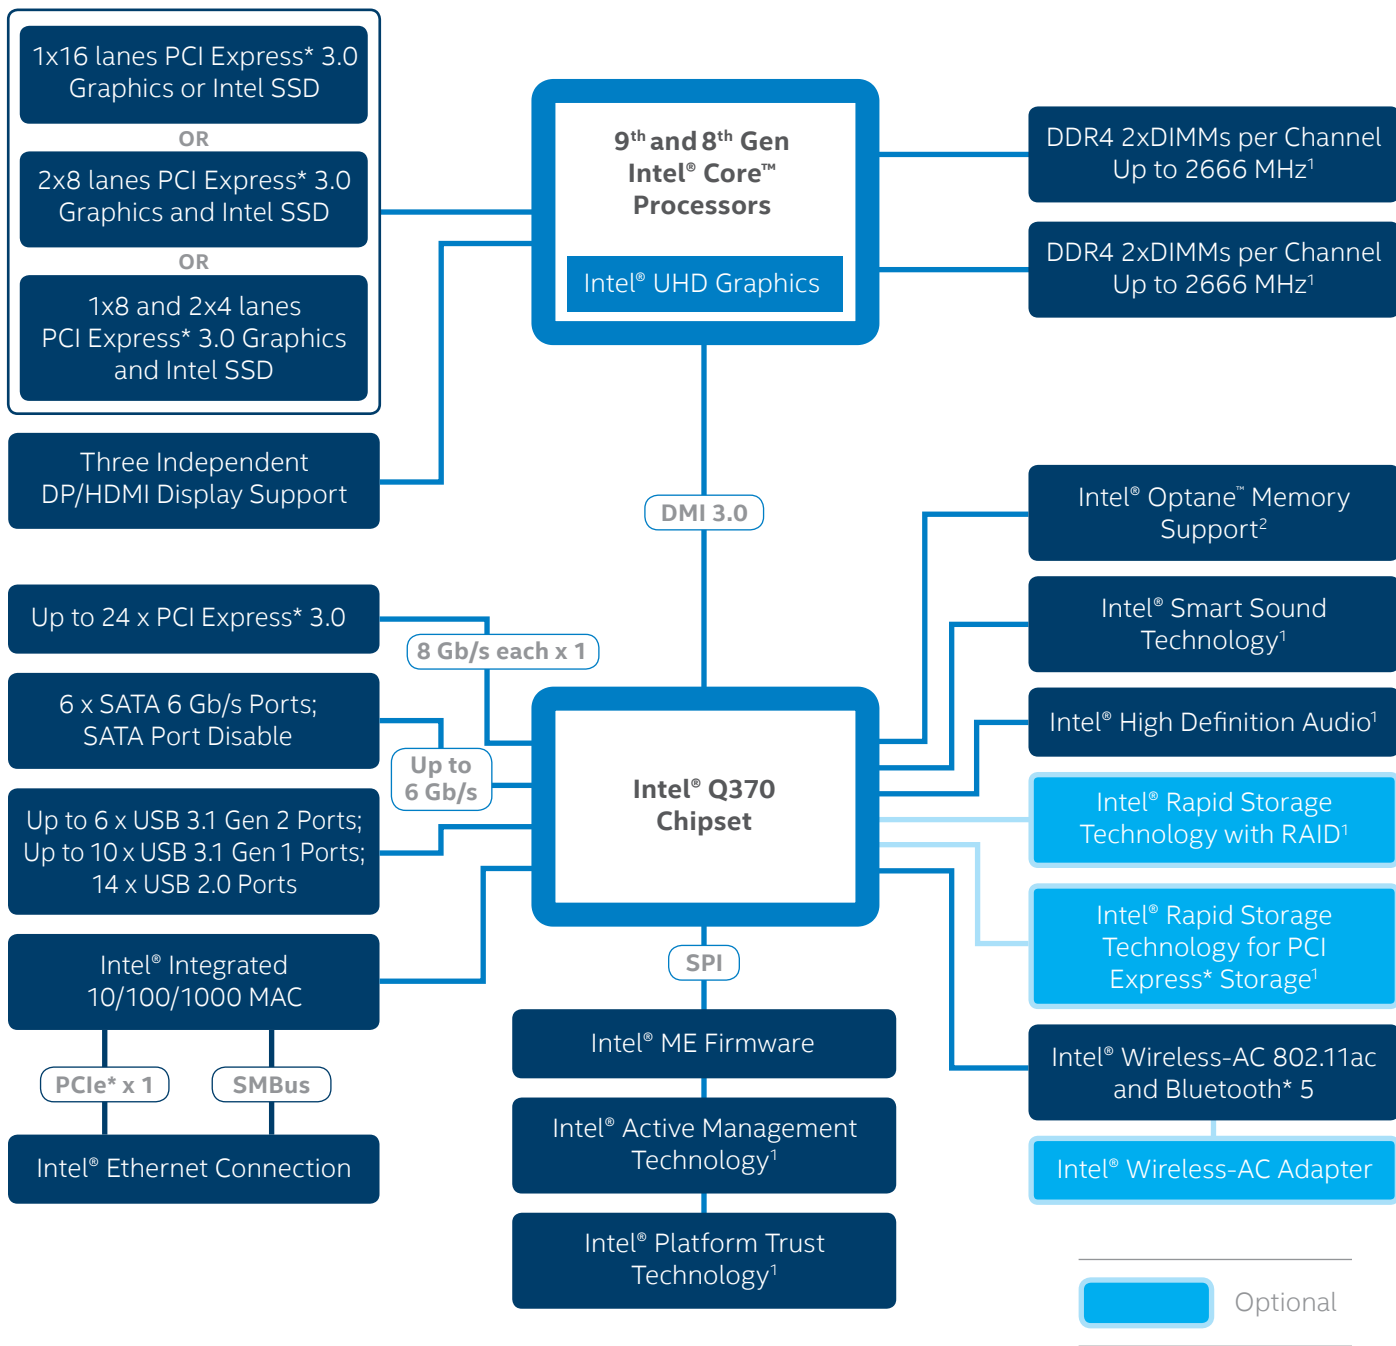 1x16 lanes PCI Express* 3.0
Graphics or Intel SSD
OR
2x8 lanes PCI Express* 3.0
Graphics and Intel SSD
OR
1x8 and 2x4 lanes
PCI Express* 3.0 Graphics
and Intel SSD
Three Independent
DP/HDMI Display Support
9th and 8th Gen
Intel® Core™
Processors
Intel® UHD Graphics
DDR4 2xDIMMs per Channel
Up to 2666 MHz1
DDR4 2xDIMMs per Channel
Up to 2666 MHz1
DMI 3.0
Up to 24 x PCI Express* 3.0
8 Gb/s each x 1
6 x SATA 6 Gb/s Ports;
SATA Port Disable
Up to
6 Gb/s
Up to 6 x USB 3.1 Gen 2 Ports;
Up to 10 x USB 3.1 Gen 1 Ports;
14 x USB 2.0 Ports
Intel® Integrated
10/100/1000 MAC
PCIe* x 1
SMBus
Intel® Ethernet Connection
Intel® Q370
Chipset
SPI
Intel® ME Firmware
Intel® Active Management
Technology1
Intel® Platform Trust
Technology1
Intel® Optane™ Memory
Support2
Intel® Smart Sound
Technology1
Intel® High Definition Audio1
Intel® Rapid Storage
Technology with RAID1
Intel® Rapid Storage
Technology for PCI
Express* Storage1
Intel® Wireless-AC 802.11ac
and Bluetooth* 5
Intel® Wireless-AC Adapter
Optional